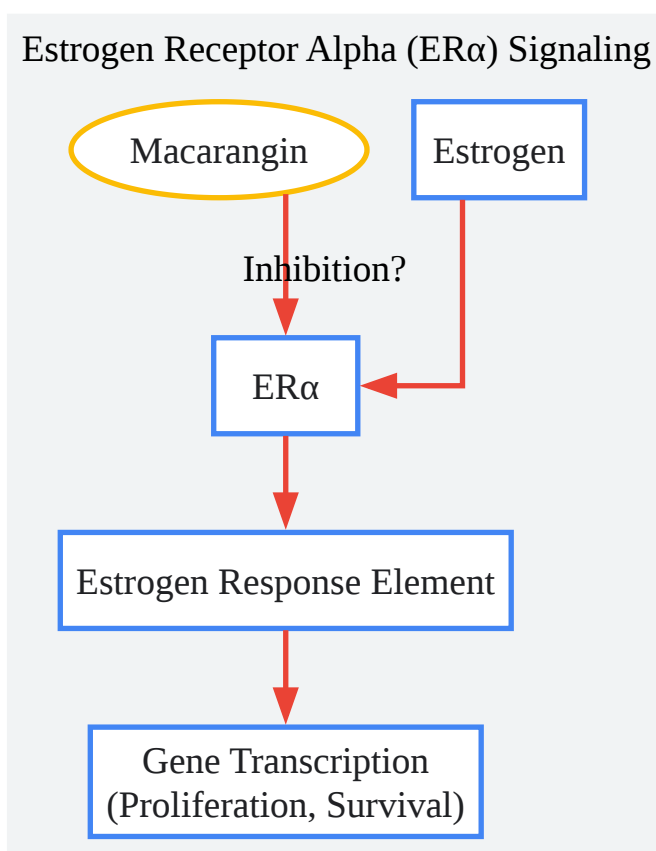 Estrogen Receptor Alpha (ERα) Signaling
Macarangin
Estrogen
Inhibition?
ERα
Estrogen Response Element
Gene Transcription
(Proliferation, Survival)